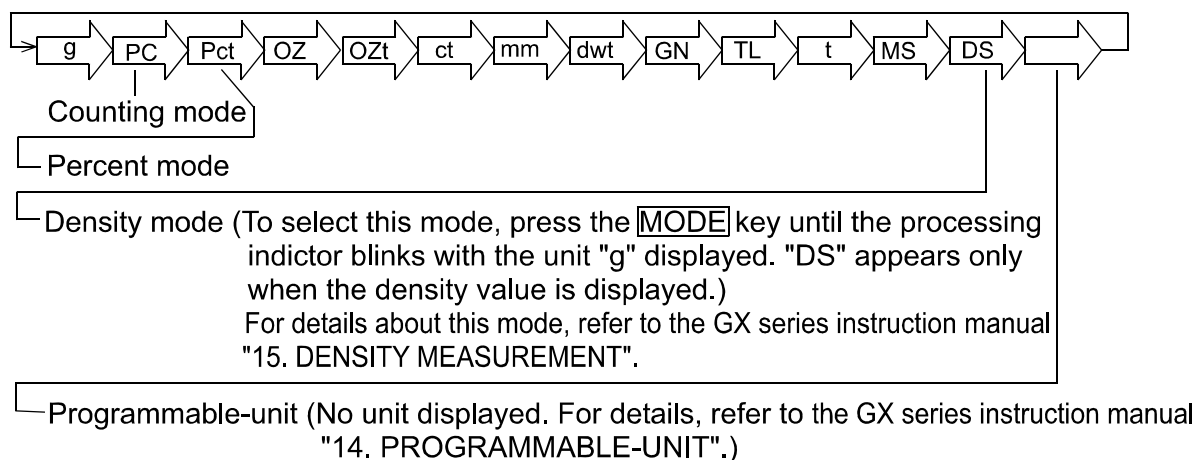 g PC Pct OZ OZt ct mm dwt GN TL t MS DS
Counting mode
Percent mode
Density mode (To select this mode, press the MODE key until the processing
indictor blinks with the unit "g" displayed. "DS" appears only
when the density value is displayed.)
For details about this mode, refer to the GX series instruction manual
"15. DENSITY MEASUREMENT".
Programmable-unit (No unit displayed. For details, refer to the GX series instruction manual
"14. PROGRAMMABLE-UNIT".)